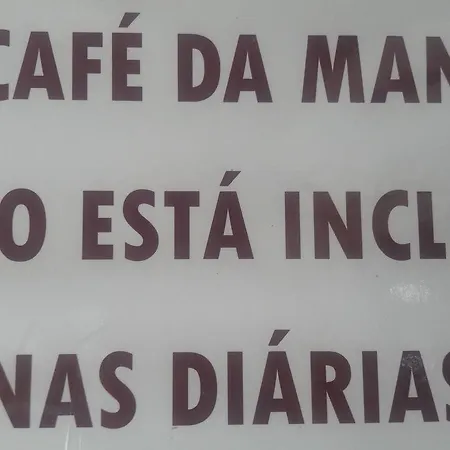 CAFÉ DA MAN
O ESTÁ INCL
NAS DIÁRIAS